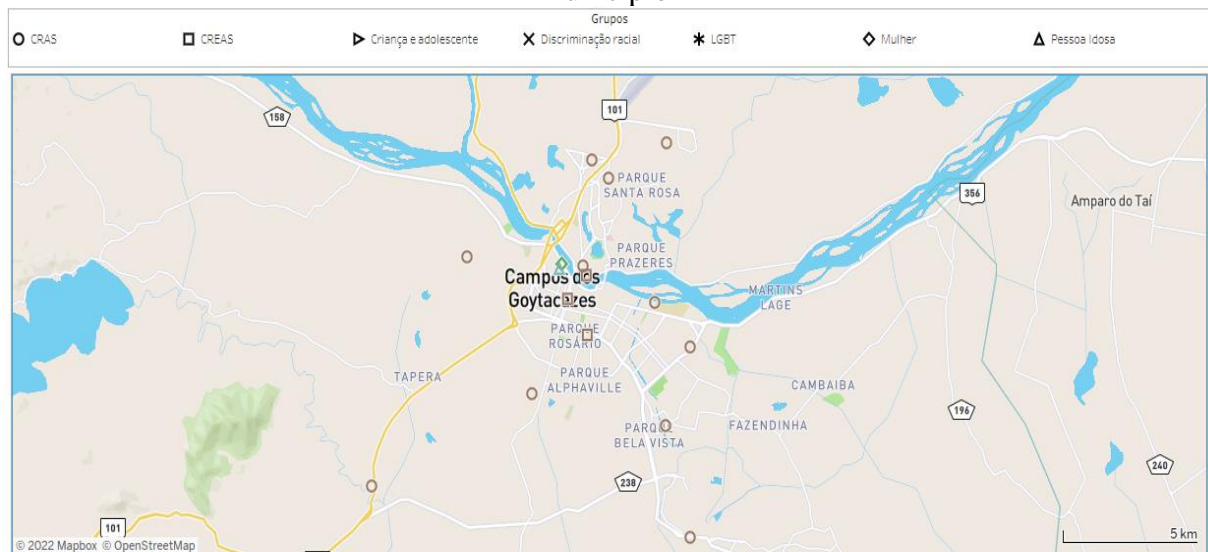 Grupos
CRAS
CREAS
Criança e adolescente
Discriminação racial
LGBT
Mulher
Pessoa Idosa
101
158
PARQUE
SANTA ROSA
356
Amparo do Taí
PARQUE
PRAZERES
Campos dos
Goytacazes
MARTINS
LAGE
PARQUE
ROSÁRIO
TAPERA
PARQUE
ALPHAVILLE
CAMBAIBA
196
PARQUE
BELA VISTA
FAZENDINHA
240
238
101
5 km
© 2022 Mapbox © OpenStreetMap